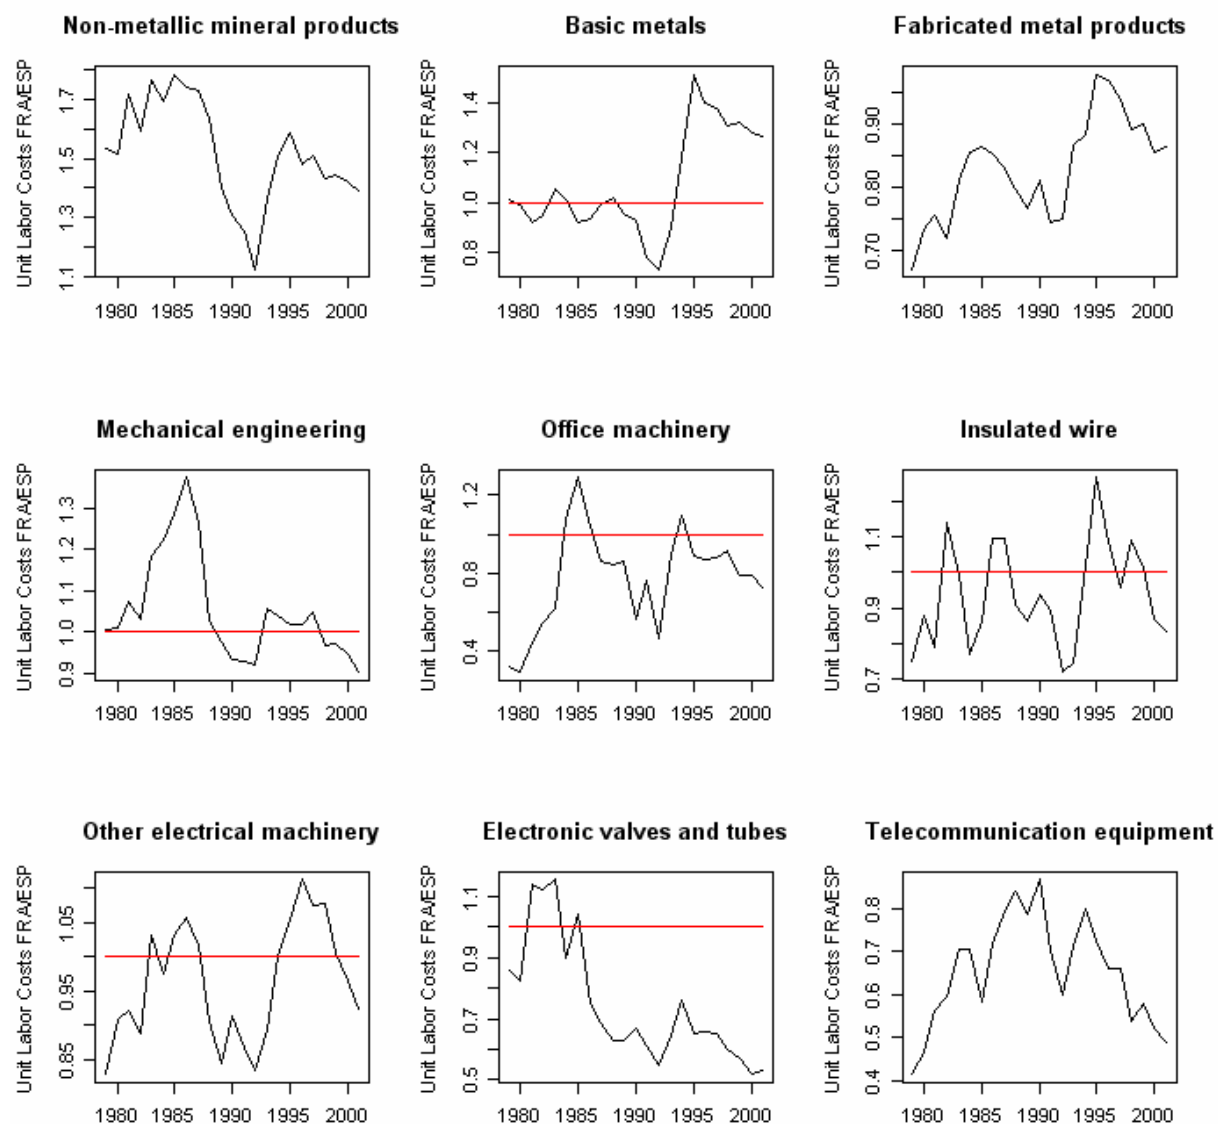 Non-metallic mineral products
Unit Labor Costs FRA/ESP
1.1 1.3 1.5 1.7
1980 1985 1990 1995 2000
Basic metals
Unit Labor Costs FRA/ESP
0.8 1.0 1.2 1.4
1980 1985 1990 1995 2000
Fabricated metal products
Unit Labor Costs FRA/ESP
0.70 0.80 0.90
1980 1985 1990 1995 2000
Mechanical engineering
Unit Labor Costs FRA/ESP
0.9 1.0 1.1 1.2 1.3
1980 1985 1990 1995 2000
Office machinery
Unit Labor Costs FRA/ESP
0.4 0.8 1.2
1980 1985 1990 1995 2000
Insulated wire
Unit Labor Costs FRA/ESP
0.7 0.9 1.1
1980 1985 1990 1995 2000
Other electrical machinery
Unit Labor Costs FRA/ESP
0.85 0.95 1.05
1980 1985 1990 1995 2000
Electronic valves and tubes
Unit Labor Costs FRA/ESP
0.5 0.7 0.9 1.1
1980 1985 1990 1995 2000
Telecommunication equipment
Unit Labor Costs FRA/ESP
0.4 0.5 0.6 0.7 0.8
1980 1985 1990 1995 2000